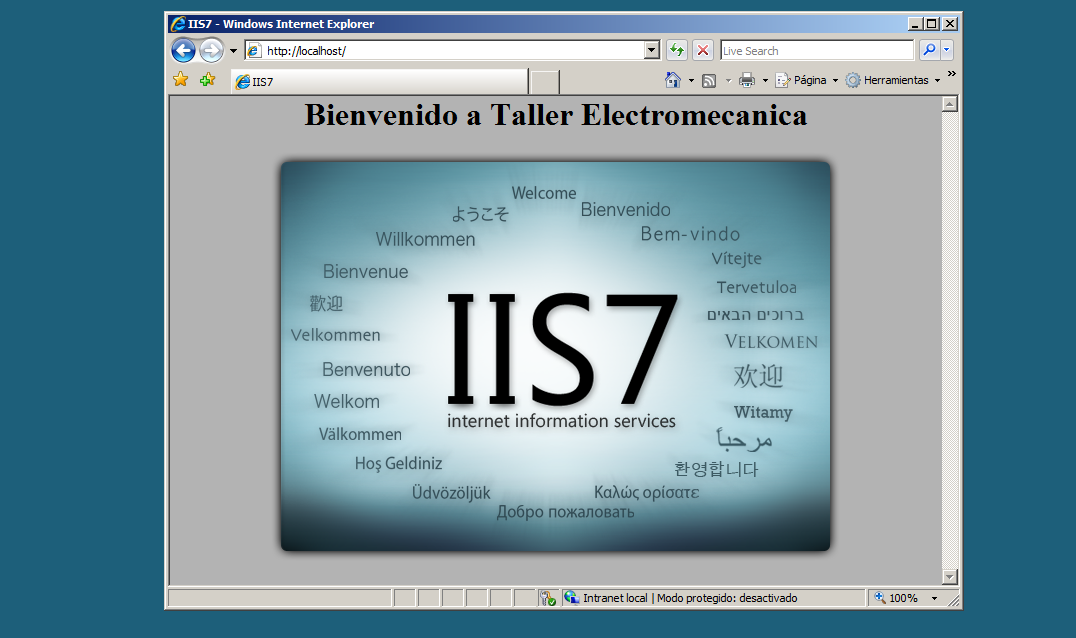 IIS7 - Windows Internet Explorer
http://localhost/
Live Search
IIS7
Página
Herramientas
»
Bienvenido a Taller Electromecanica
Welcome
ようこそ
Bienvenido
Willkommen
Bem-vindo
Bienvenue
Vítejte
歡迎
Tervetuloa
Velkommen
ברוכים הבאים
VELKOMEN
Benvenuto
欢迎
Welkom
Witamy
Välkommen
مرحباً
Hoş Geldiniz
환영합니다
Üdvözöljük
Καλώς ορίσατε
Добро пожаловать
IIS7
internet information services
Intranet local | Modo protegido: desactivado
100%